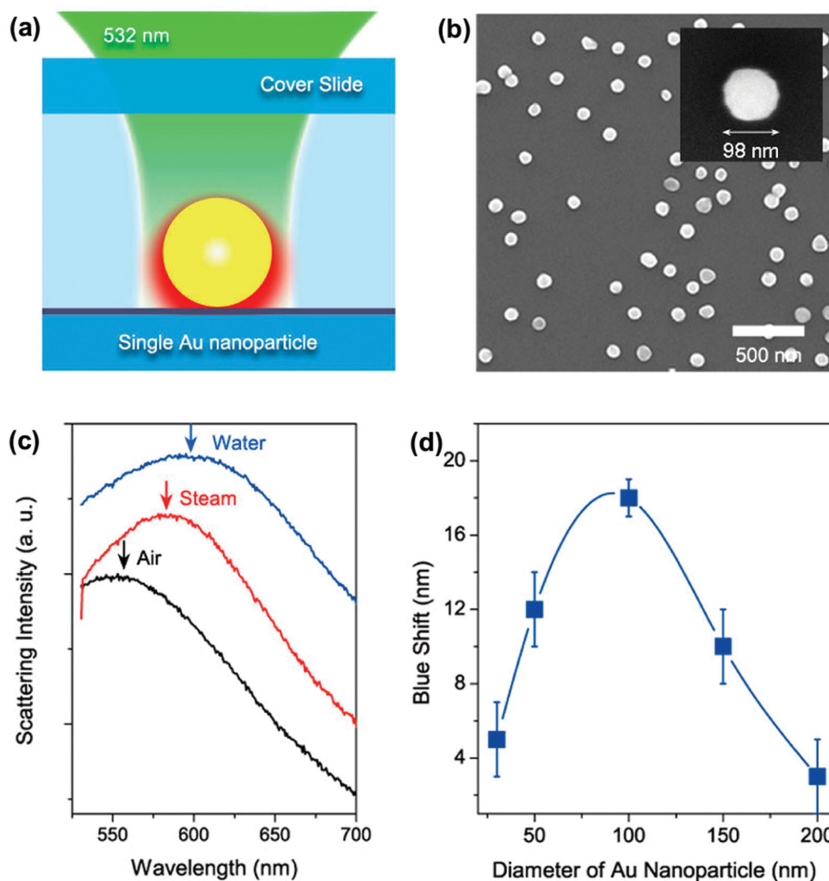 (a)
532 nm
Cover Slide
Single Au nanoparticle
(b)
98 nm
500 nm
(c)
Water
Steam
Air
Scattering Intensity (a. u.)
550 600 650 700
Wavelength (nm)
(d)
20
16
12
8
4
Blue Shift (nm)
50 100 150 200
Diameter of Au Nanoparticle (nm)